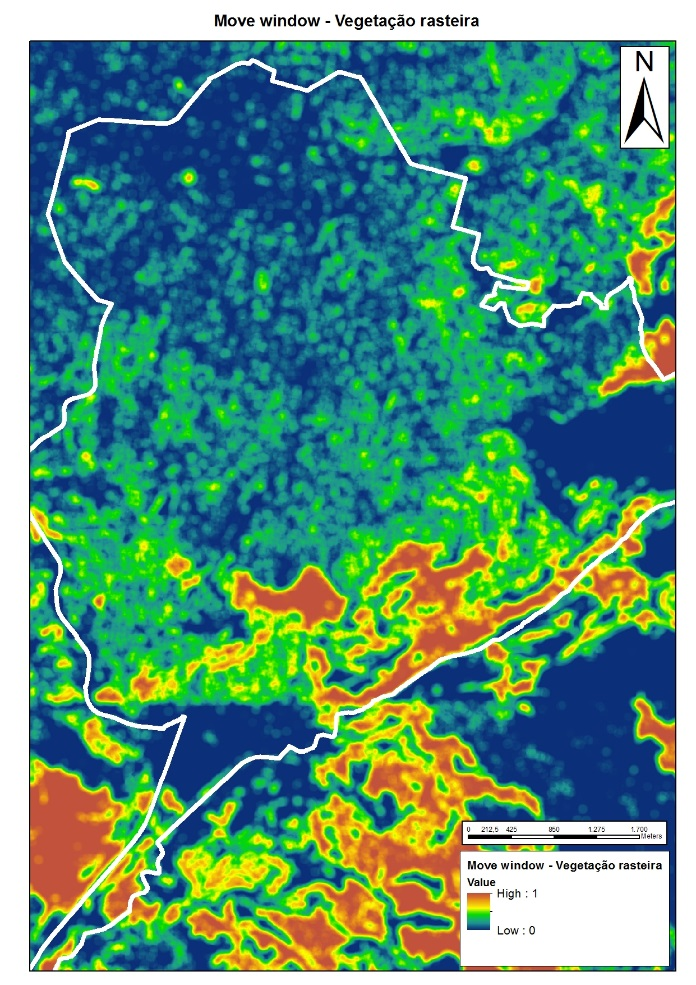 Move window - Vegetação rasteira
N
0 212,5 425 850 1.275 1.700
Meters
Move window - Vegetação rasteira
Value
High : 1
Low : 0